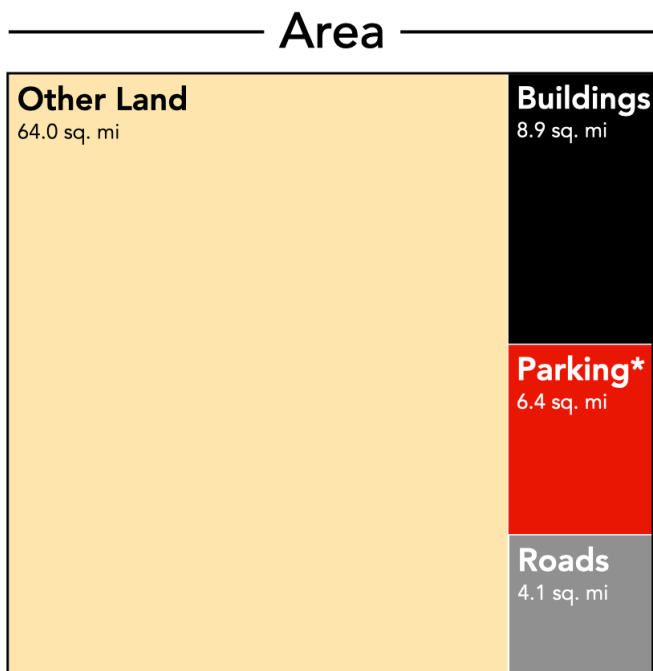 Area
Other Land
64.0 sq. mi
Buildings
8.9 sq. mi
Parking*
6.4 sq. mi
Roads
4.1 sq. mi